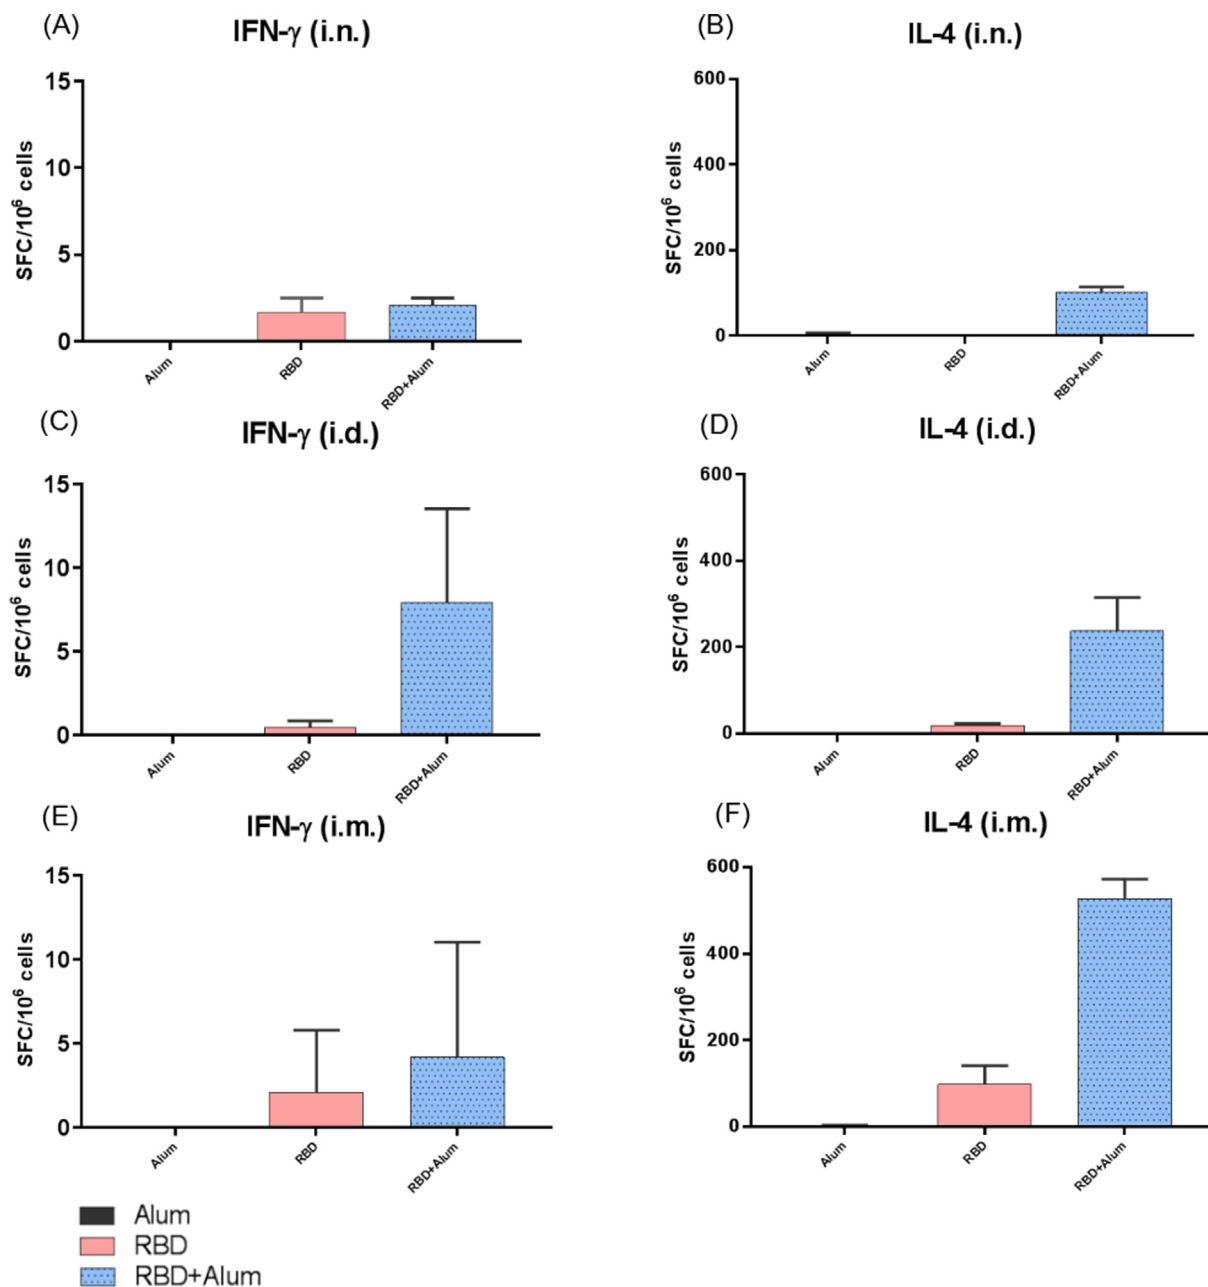 (A)
IFN-γ (i.n.)
SFC/10⁶ cells
15
10
5
0
Alum
RBD
RBD+Alum
(B)
IL-4 (i.n.)
SFC/10⁶ cells
600
400
200
0
Alum
RBD
RBD+Alum
(C)
IFN-γ (i.d.)
SFC/10⁶ cells
15
10
5
0
Alum
RBD
RBD+Alum
(D)
IL-4 (i.d.)
SFC/10⁶ cells
600
400
200
0
Alum
RBD
RBD+Alum
(E)
IFN-γ (i.m.)
SFC/10⁶ cells
15
10
5
0
Alum
RBD
RBD+Alum
(F)
IL-4 (i.m.)
SFC/10⁶ cells
600
400
200
0
Alum
RBD
RBD+Alum
Alum
RBD
RBD+Alum